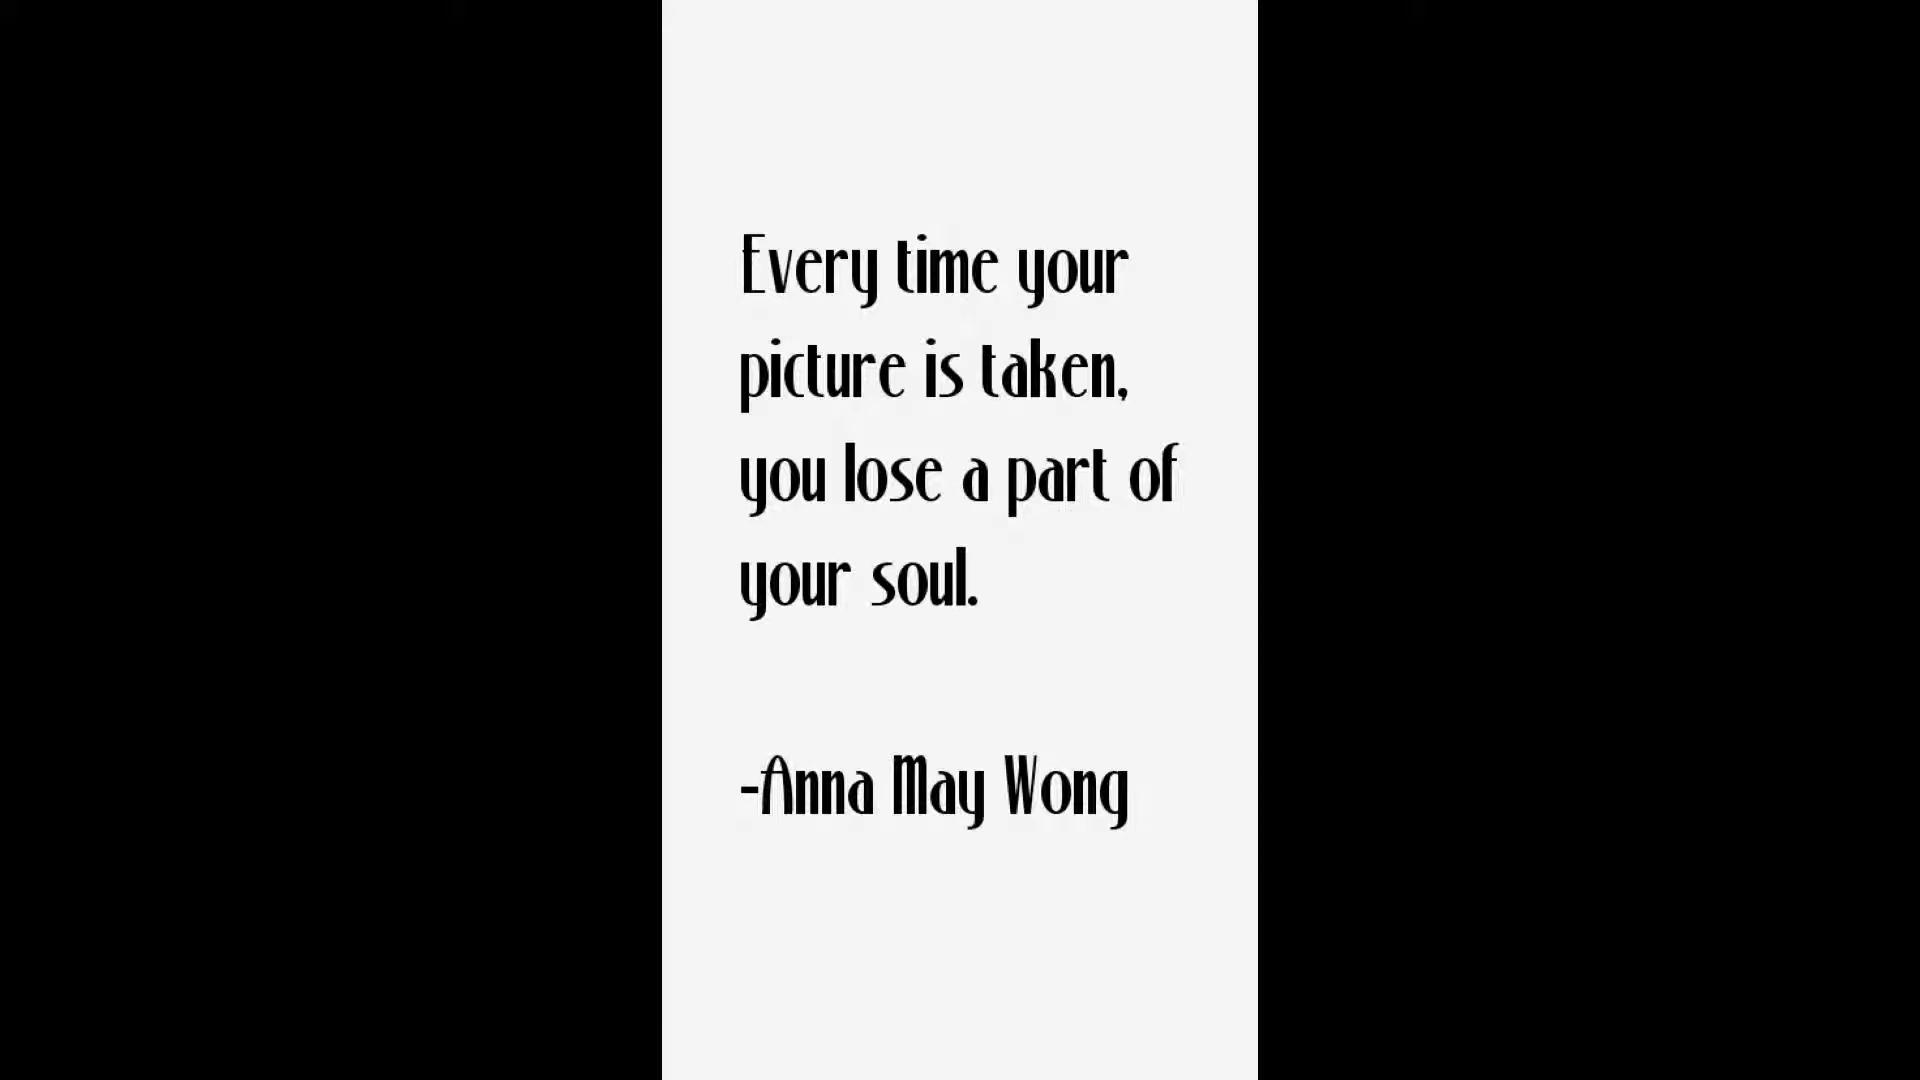 Every time your
picture is taken,
you lose a part of
your soul.
-Anna May Wong